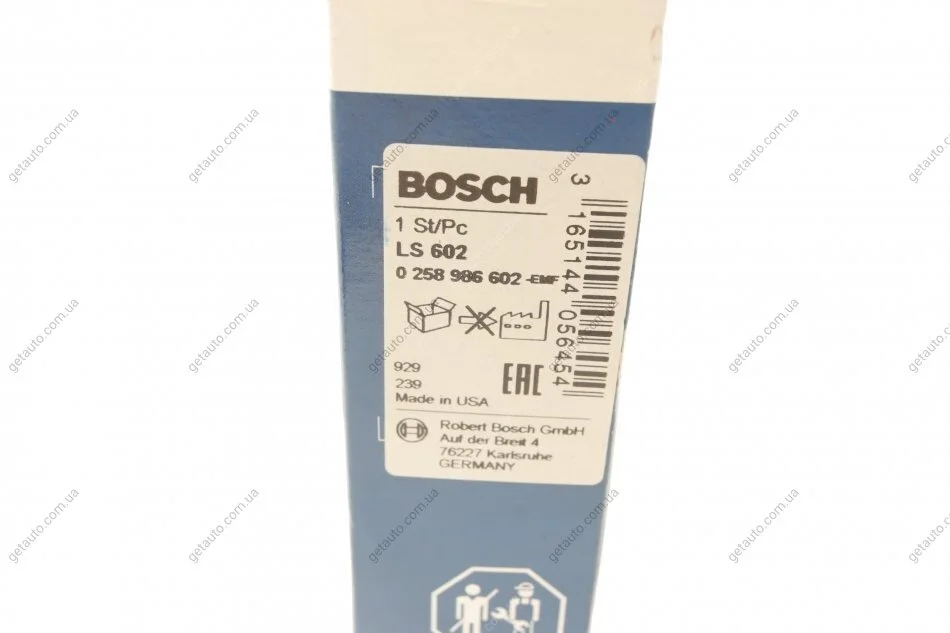 BOSCH
1 St/Pc
LS 602
0 258 986 602 -EMF
3 165144 056454
929
239
EAC
Made in USA
Robert Bosch GmbH
Auf der Breit 4
76227 Karlsruhe
GERMANY
getauto.com.ua